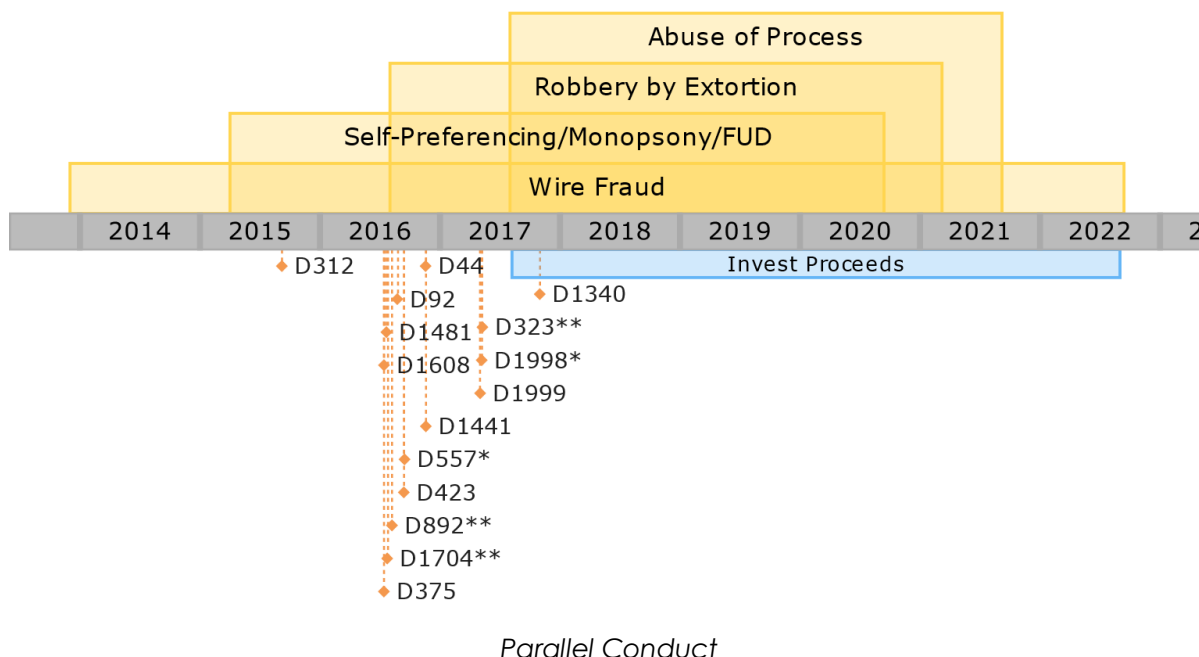 Abuse of Process
Robbery by Extortion
Self-Preferencing/Monopsony/FUD
Wire Fraud
2014 2015 2016 2017 2018 2019 2020 2021 2022 2
D312 D44 Invest Proceeds
D92 D1340
D1481 D323**
D1608 D1998*
D1999
D1441
D557*
D423
D892**
D1704**
D375
Parallel Conduct